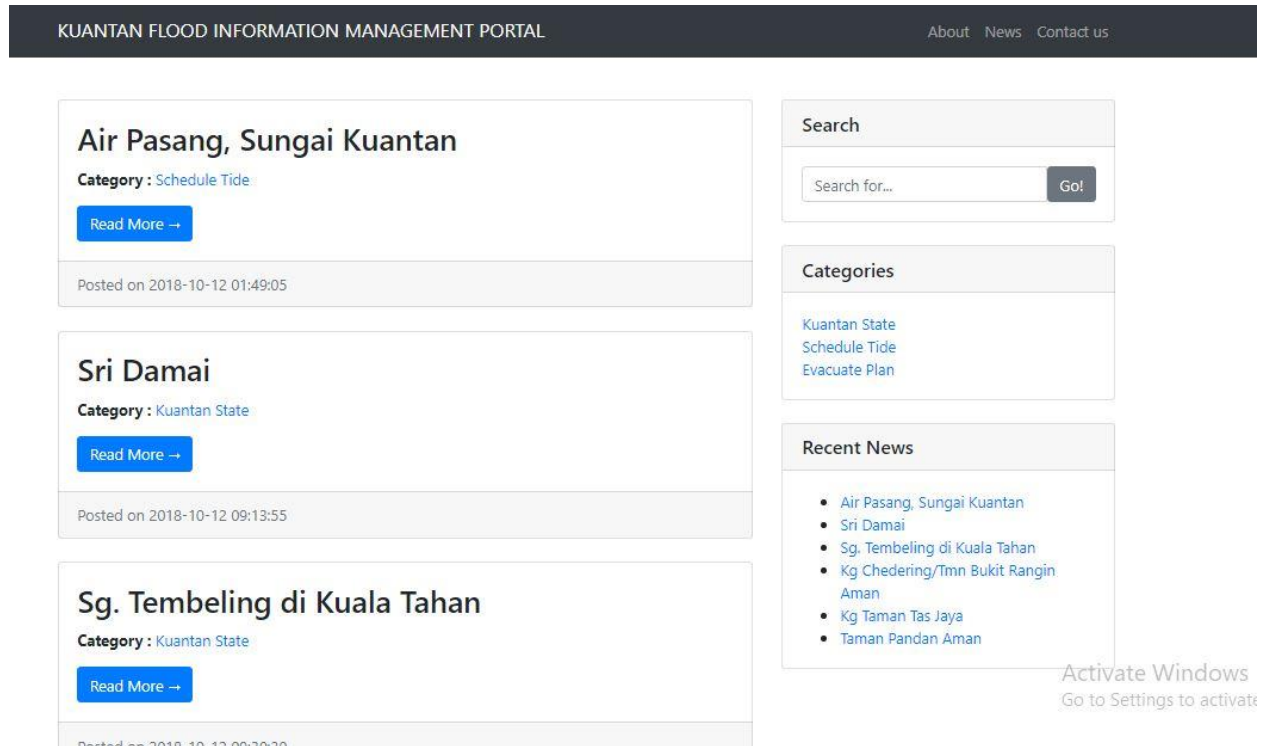 KUANTAN FLOOD INFORMATION MANAGEMENT PORTAL
About News Contact us
Air Pasang, Sungai Kuantan
Category : Schedule Tide
Read More →
Posted on 2018-10-12 01:49:05
Sri Damai
Category : Kuantan State
Read More →
Posted on 2018-10-12 09:13:55
Sg. Tembeling di Kuala Tahan
Category : Kuantan State
Read More →
Posted on 2018-10-12
Search
Search for...
Go!
Categories
Kuantan State
Schedule Tide
Evacuate Plan
Recent News
Air Pasang, Sungai Kuantan
Sri Damai
Sg. Tembeling di Kuala Tahan
Kg Chedering/Tmn Bukit Rangin
Aman
Kg Taman Tas Jaya
Taman Pandan Aman
Activate Windows
Go to Settings to activate